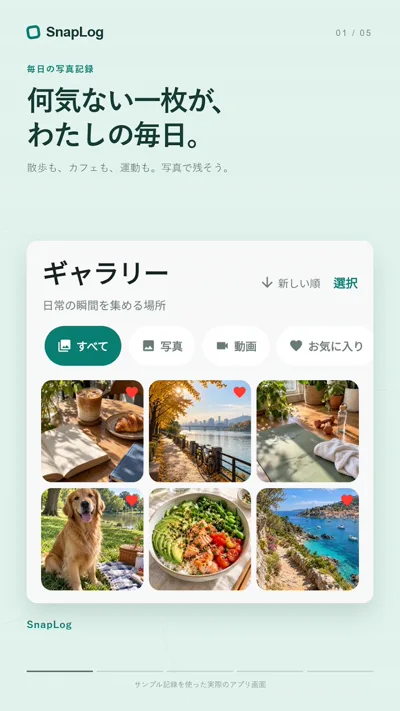 SnapLog
01 / 05
毎日の写真記録
何気ない一枚が、
わたしの毎日。
散歩も、カフェも、運動も。写真で残そう。
ギャラリー
新しい順
選択
日常の瞬間を集める場所
すべて
写真
動画
お気に入り
SnapLog
サンプル記録を使った実際のアプリ画面